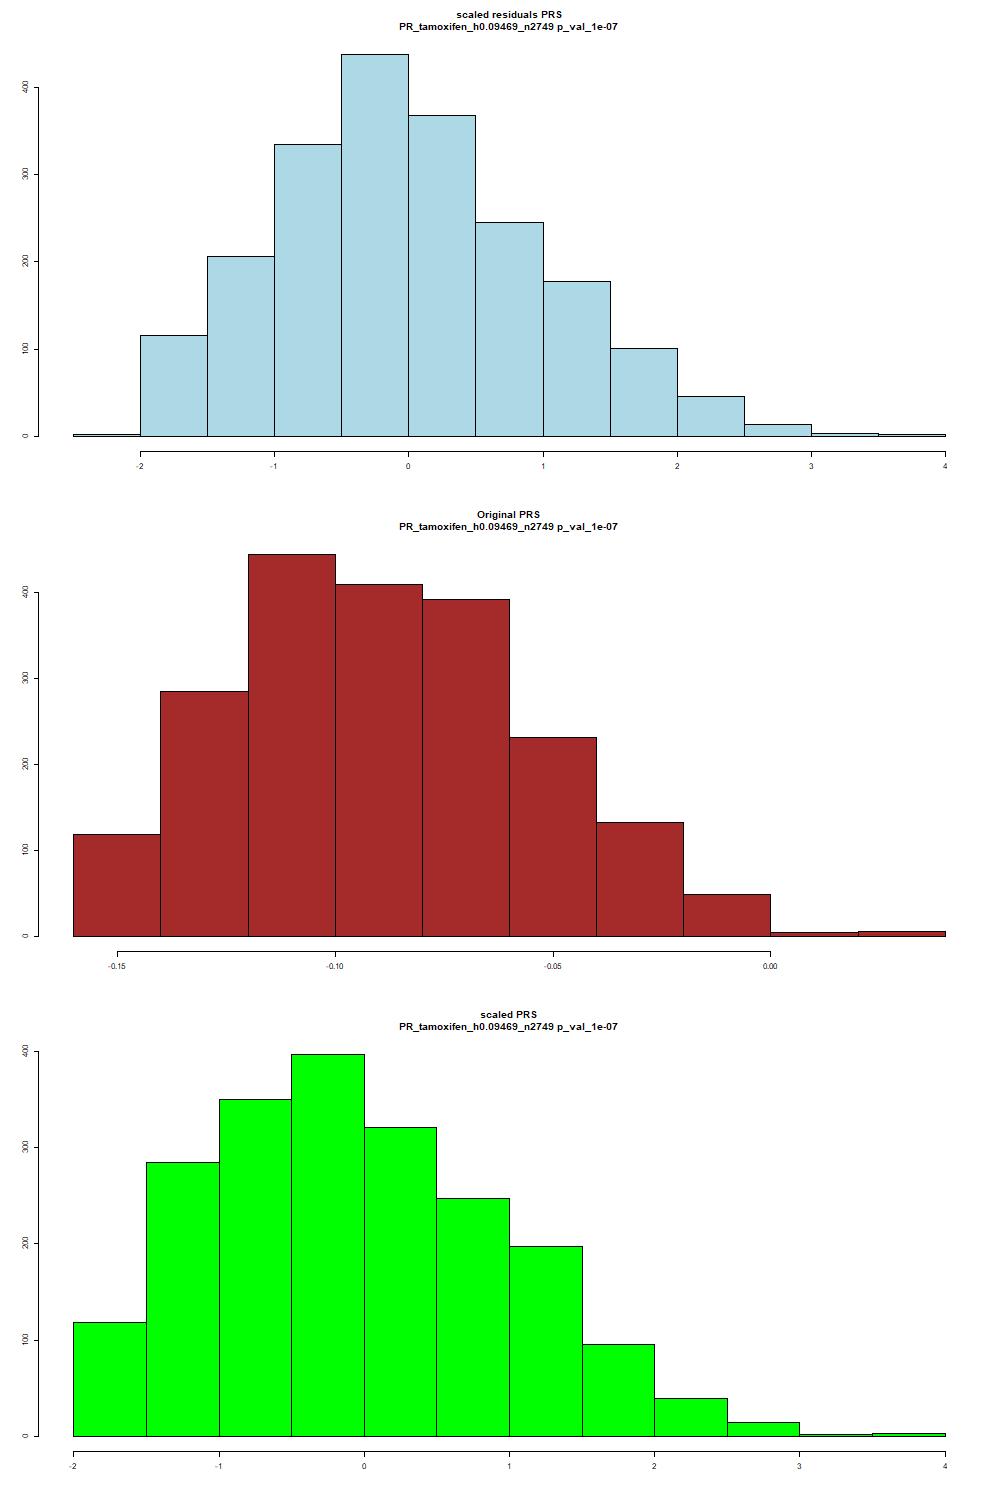 scaled residuals PRS
PR_tamoxifen_h0.09469_n2749 p_val_1e-07
400
300
200
100
0
-2 -1 0 1 2 3 4
Original PRS
PR_tamoxifen_h0.09469_n2749 p_val_1e-07
400
300
200
100
0
-0.15 -0.10 -0.05 0.00
scaled PRS
PR_tamoxifen_h0.09469_n2749 p_val_1e-07
400
300
200
100
0
-2 -1 0 1 2 3 4